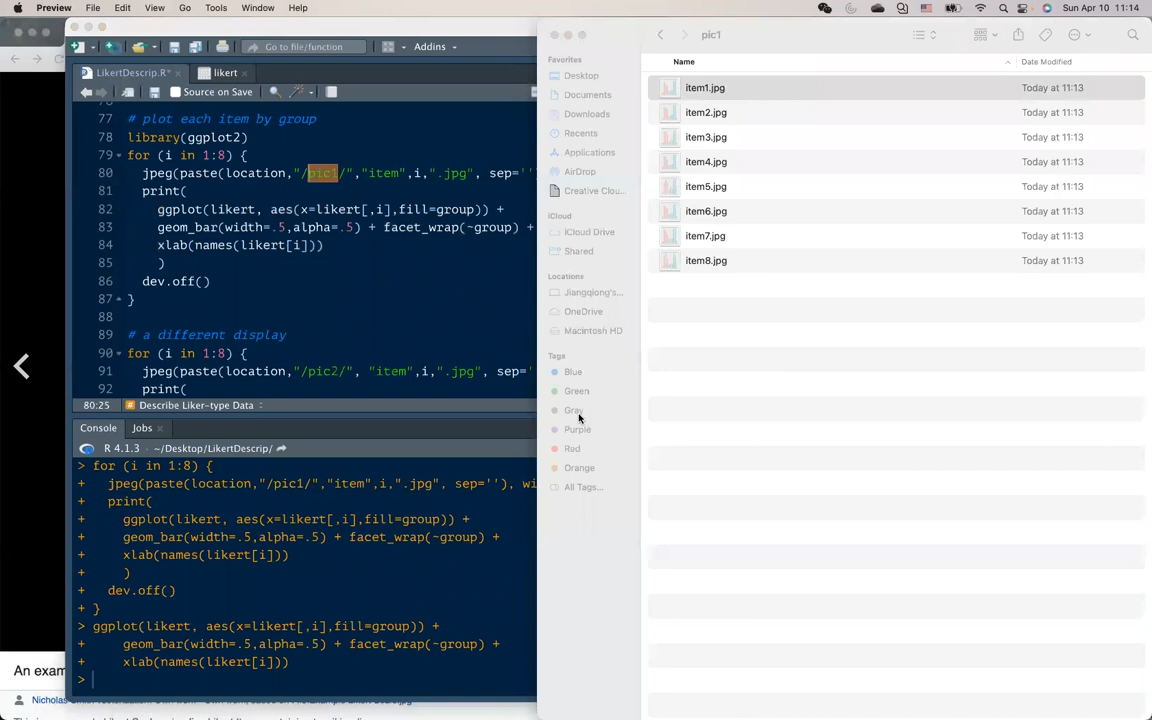 Preview File Edit View Go Tools Window Help Sun Apr 10 11:14
Go to file/function Addins
LikertDescrip.R* likert
Source on Save
77 # plot each item by group
78 library(ggplot2)
79 for (i in 1:8) {
80 jpeg(paste(location,"/pic1/","item",i,".jpg", sep=''
81 print(
82 ggplot(likert, aes(x=likert[,i],fill=group)) +
83 geom_bar(width=.5,alpha=.5) + facet_wrap(~group) +
84 xlab(names(likert[i]))
85 )
86 dev.off()
87 }
88
89 # a different display
90 for (i in 1:8) {
91 jpeg(paste(location,"/pic2/", "item",i,".jpg", sep='
92 print(
80:25 # Describe Liker-type Data
Console Jobs
R 4.1.3 · ~/Desktop/LikertDescrip/
> for (i in 1:8) {
+ jpeg(paste(location,"/pic1/","item",i,".jpg", sep=''), wi
+ print(
+ ggplot(likert, aes(x=likert[,i],fill=group)) +
+ geom_bar(width=.5,alpha=.5) + facet_wrap(~group) +
+ xlab(names(likert[i]))
+ )
+ dev.off()
+ }
> ggplot(likert, aes(x=likert[,i],fill=group)) +
+ geom_bar(width=.5,alpha=.5) + facet_wrap(~group) +
+ xlab(names(likert[i]))
>
An exam
Nicholas
pic1
Favorites
Desktop
Documents
Downloads
Recents
Applications
AirDrop
Creative Clou...
iCloud
iCloud Drive
Shared
Locations
Jiangqiong's...
OneDrive
Macintosh HD
Tags
Blue
Green
Gray
Purple
Red
Orange
All Tags...
Name Date Modified
item1.jpg Today at 11:13
item2.jpg Today at 11:13
item3.jpg Today at 11:13
item4.jpg Today at 11:13
item5.jpg Today at 11:13
item6.jpg Today at 11:13
item7.jpg Today at 11:13
item8.jpg Today at 11:13